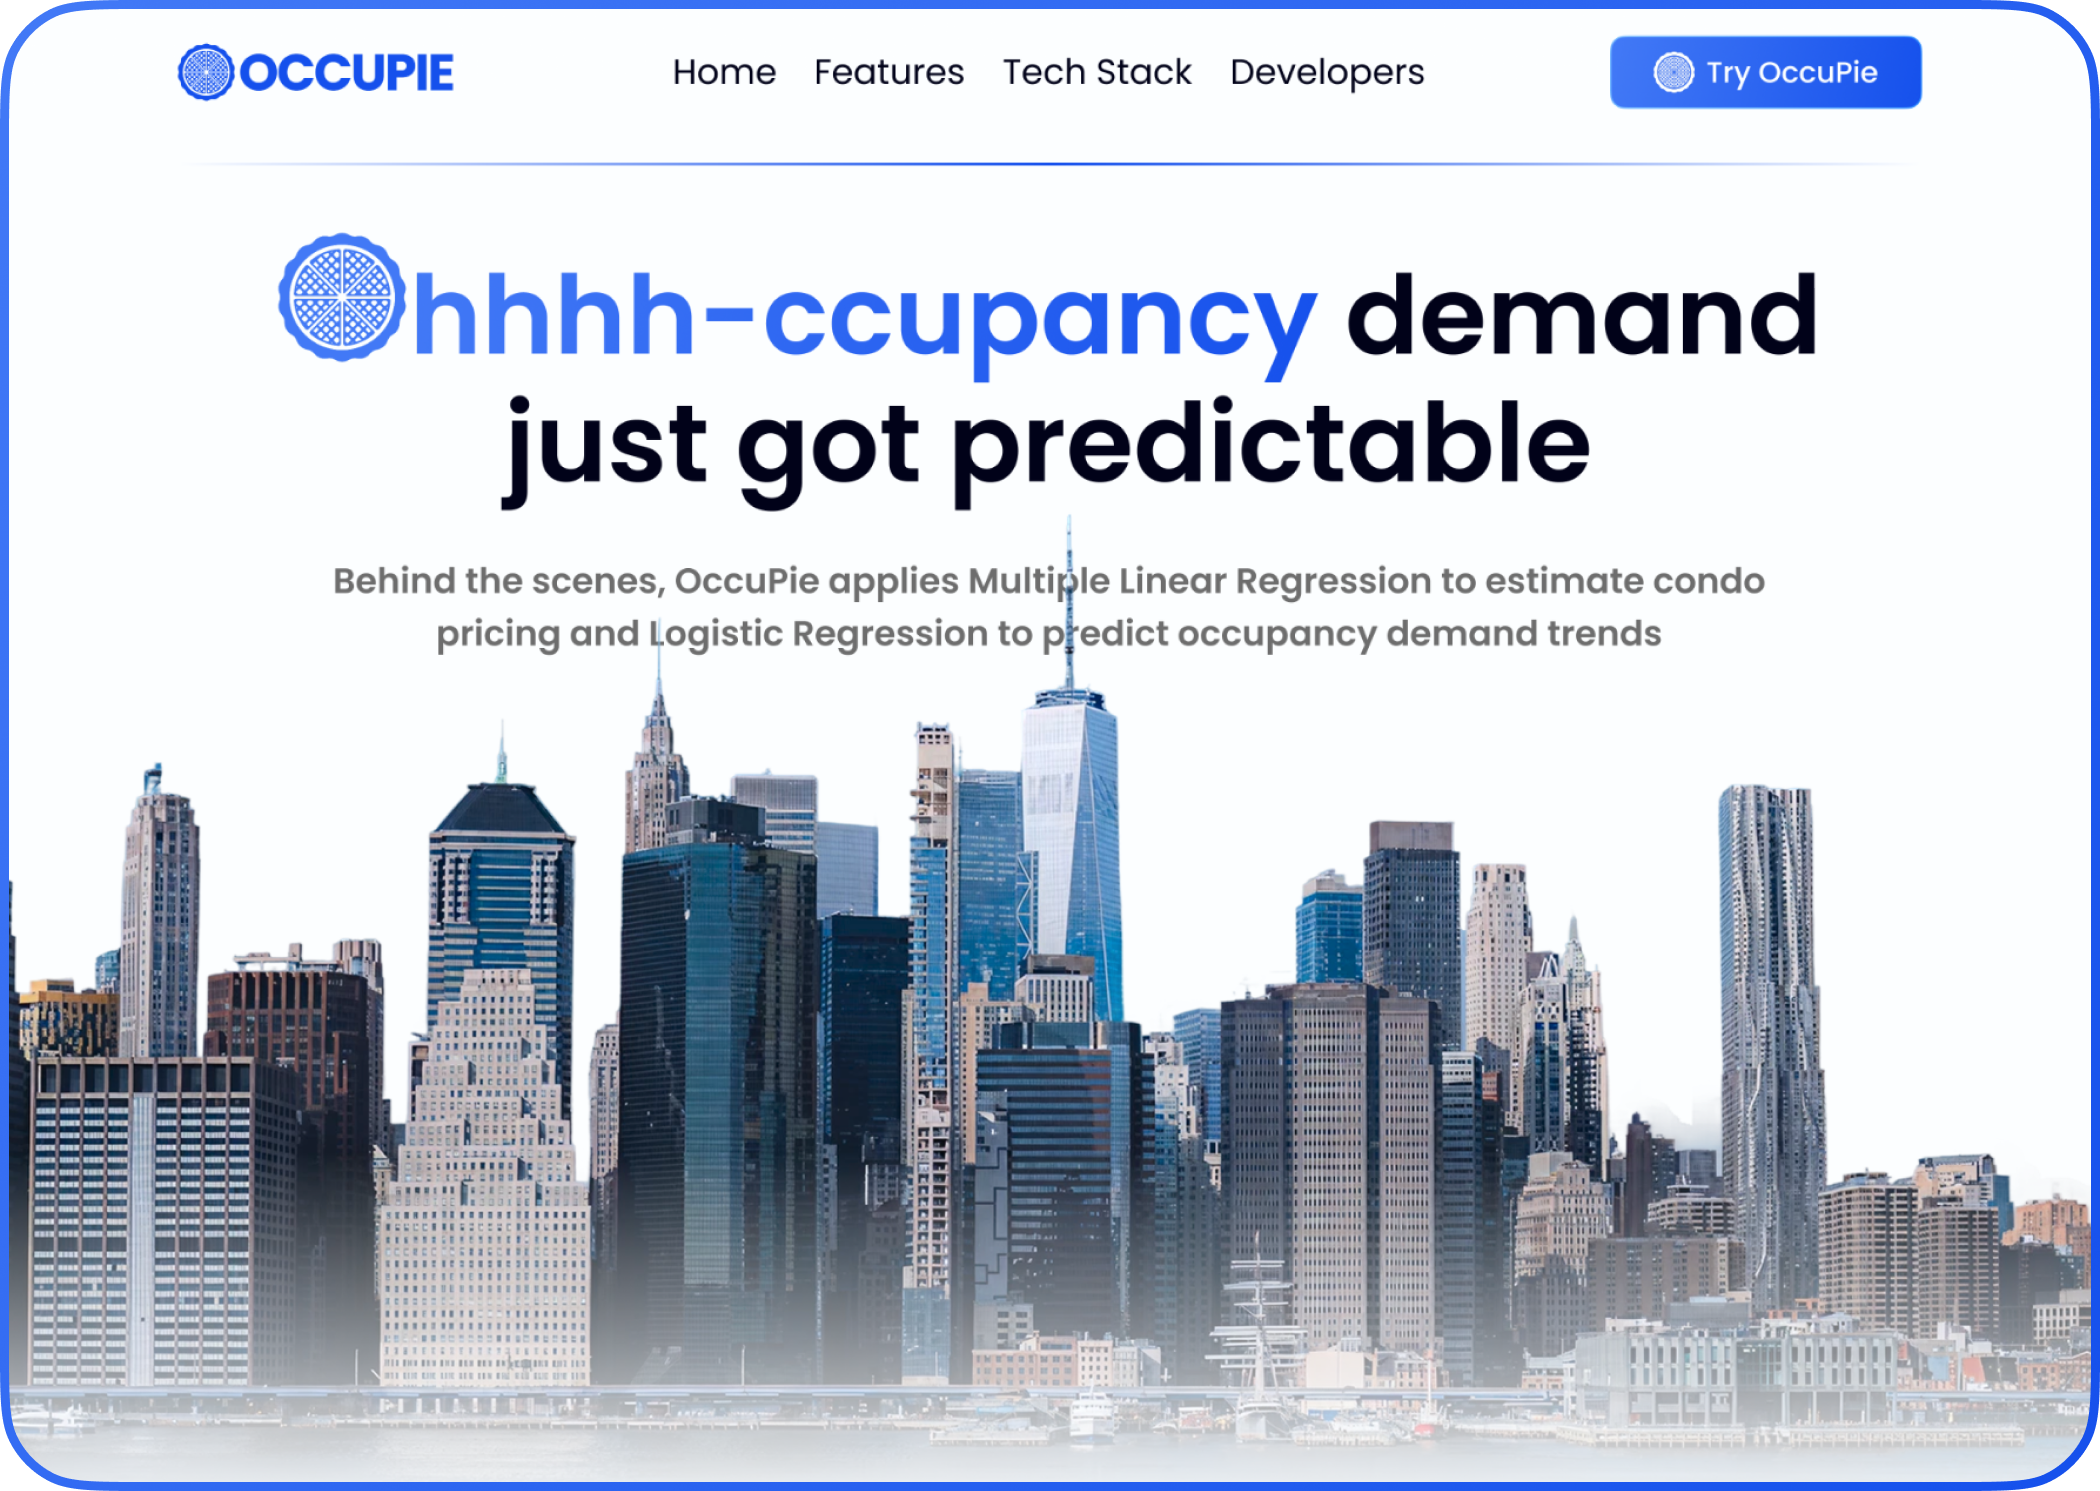 OCCUPIE
Home Features Tech Stack Developers
Try OccuPie
hhhh-ccupancy demand
just got predictable
Behind the scenes, OccuPie applies Multiple Linear Regression to estimate condo
pricing and Logistic Regression to predict occupancy demand trends